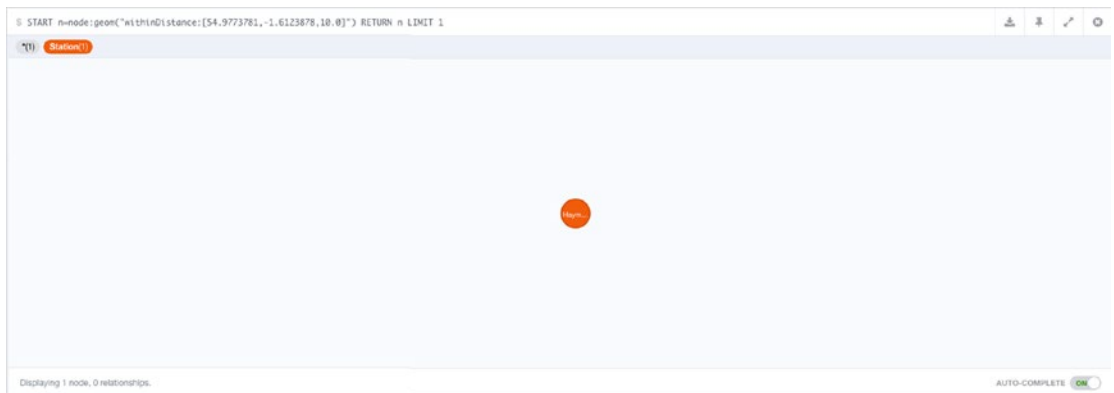 $ START n=node:geom("withinDistance:[54.9773781,-1.6123878,10.0]") RETURN n LIMIT 1
*(1) Station(1)
Haym...
Displaying 1 node, 0 relationships.
AUTO-COMPLETE ON